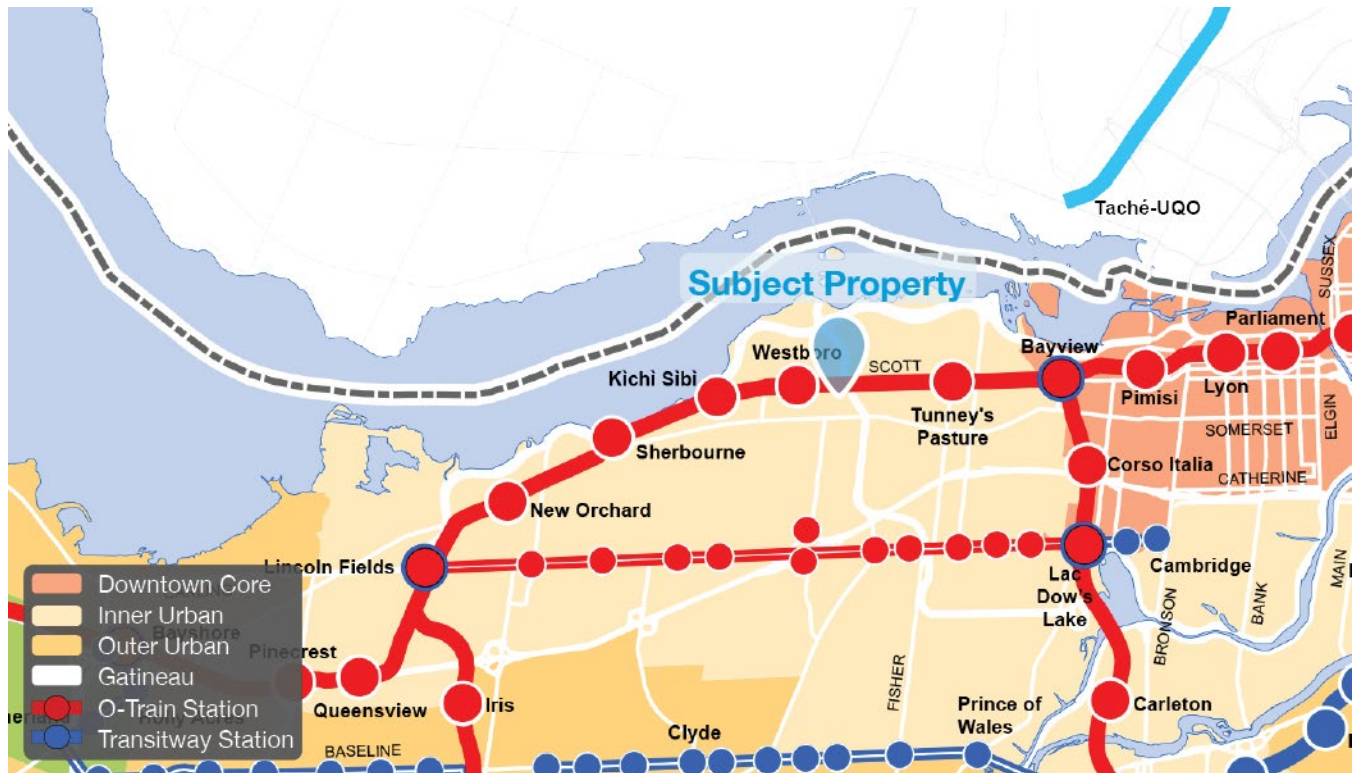 Taché-UQO
SUSSEX
Subject Property
Parliament
Westboro
Bayview
SCOTT
Kìchì Sìbì
Pimisi
Lyon
ELGIN
Tunney's
Pasture
SOMERSET
Sherbourne
Corso Italia
CATHERINE
New Orchard
Lincoln Fields
Cambridge
Lac
Dow's
Lake
MAIN
BANK
BRONSON
Downtown Core
Inner Urban
Outer Urban
Gatineau
O-Train Station
Transitway Station
Bayshore
Pinecrest
Holly Acres
Queensview
Iris
FISHER
Prince of
Wales
Carleton
Clyde
BASELINE